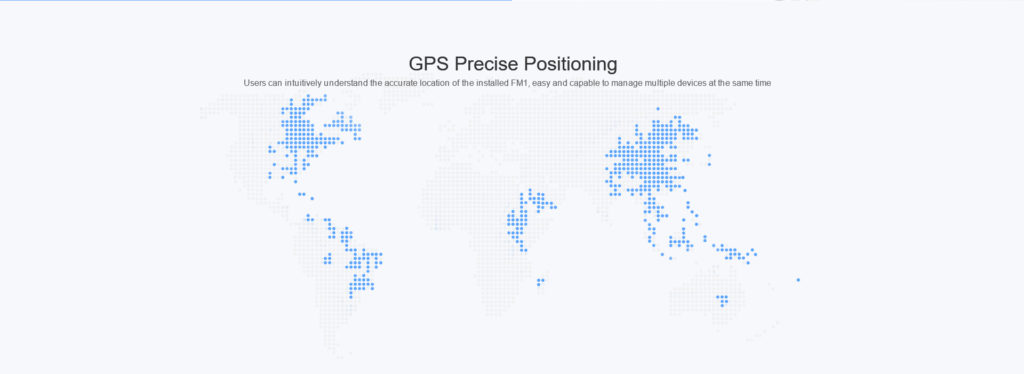 GPS Precise Positioning
Users can intuitively understand the accurate location of the installed FM1, easy and capable to manage multiple devices at the same time